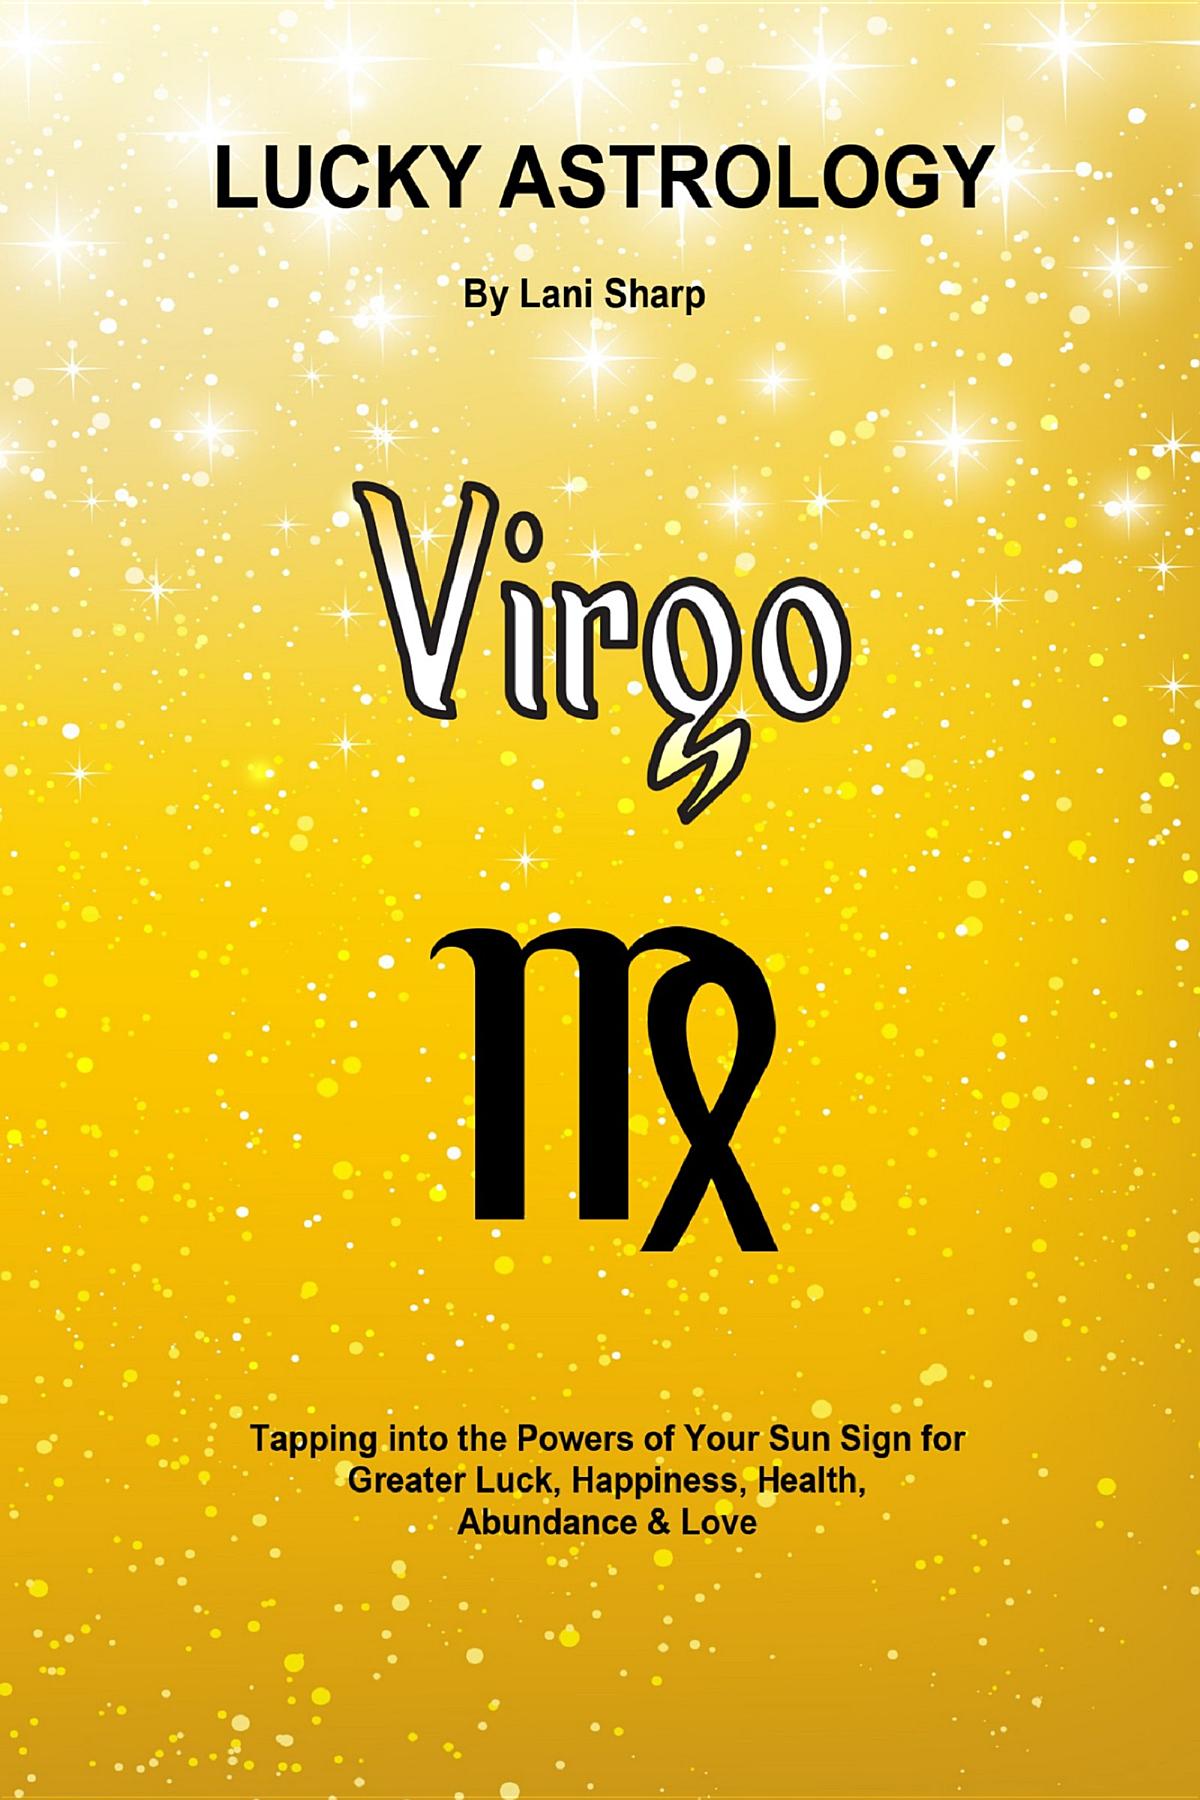 LUCKY ASTROLOGY
By Lani Sharp
Virgo
Tapping into the Powers of Your Sun Sign for
Greater Luck, Happiness, Health,
Abundance & Love